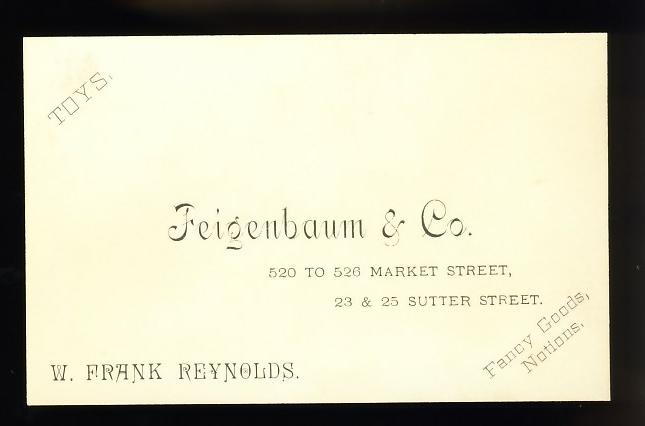 TOYS,
Feigenbaum & Co.
520 TO 526 MARKET STREET,
23 & 25 SUTTER STREET.
Fancy Goods,
Notions,
W. FRANK REYNOLDS.